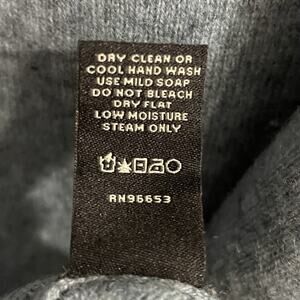 DRY CLEAN OR
COOL HAND WASH
USE MILD SOAP
DO NOT BLEACH
DRY FLAT
LOW MOISTURE
STEAM ONLY
RN96653